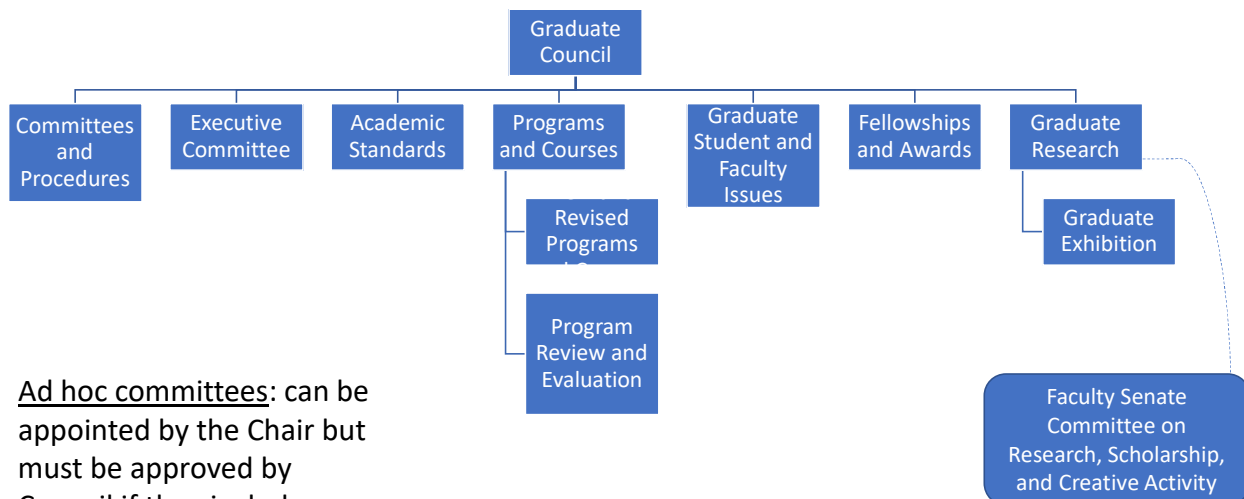 Graduate
Council
Committees
and
Procedures
Executive
Committee
Academic
Standards
Programs
and Courses
Graduate
Student and
Faculty
Issues
Fellowships
and Awards
Graduate
Research
Revised
Programs
Graduate
Exhibition
Program
Review and
Evaluation
Ad hoc committees: can be
appointed by the Chair but
must be approved by
Faculty Senate
Committee on
Research, Scholarship,
and Creative Activity